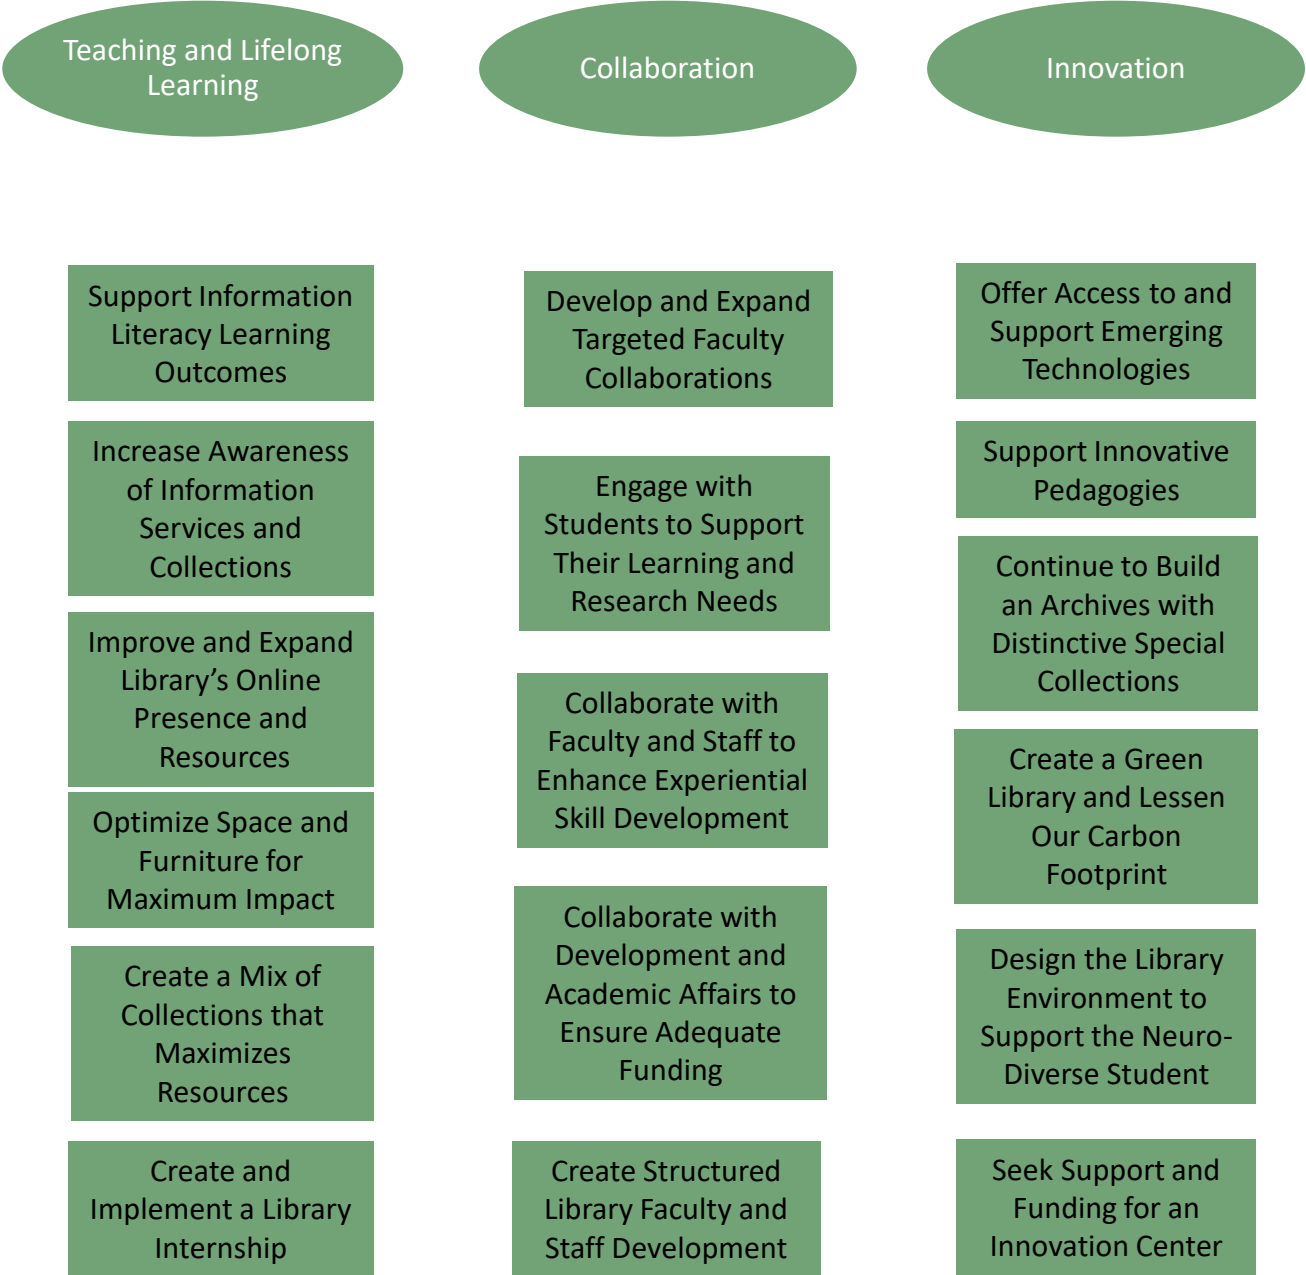 Teaching and Lifelong
Learning
Collaboration
Innovation
Support Information
Literacy Learning
Outcomes
Increase Awareness
of Information
Services and
Collections
Improve and Expand
Library’s Online
Presence and
Resources
Optimize Space and
Furniture for
Maximum Impact
Create a Mix of
Collections that
Maximizes
Resources
Create and
Implement a Library
Internship
Develop and Expand
Targeted Faculty
Collaborations
Engage with
Students to Support
Their Learning and
Research Needs
Collaborate with
Faculty and Staff to
Enhance Experiential
Skill Development
Collaborate with
Development and
Academic Affairs to
Ensure Adequate
Funding
Create Structured
Library Faculty and
Staff Development
Offer Access to and
Support Emerging
Technologies
Support Innovative
Pedagogies
Continue to Build
an Archives with
Distinctive Special
Collections
Create a Green
Library and Lessen
Our Carbon
Footprint
Design the Library
Environment to
Support the Neuro-
Diverse Student
Seek Support and
Funding for an
Innovation Center